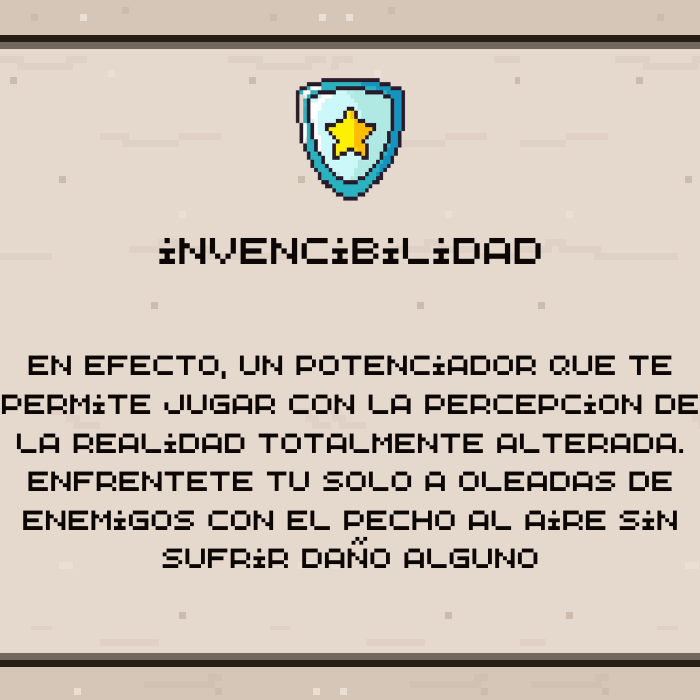 iNVENCiBiLiDAD
EN EFECTO, UN POTENCiADOR QUE TE
PERMiTE JUGAR CON LA PERCEPCiON DE
LA REALiDAD TOTALMENTE ALTERADA.
ENFRENTETE TU SOLO A OLEADAS DE
ENEMiGOS CON EL PECHO AL AiRE SiN
SUFRiR DAÑO ALGUNO